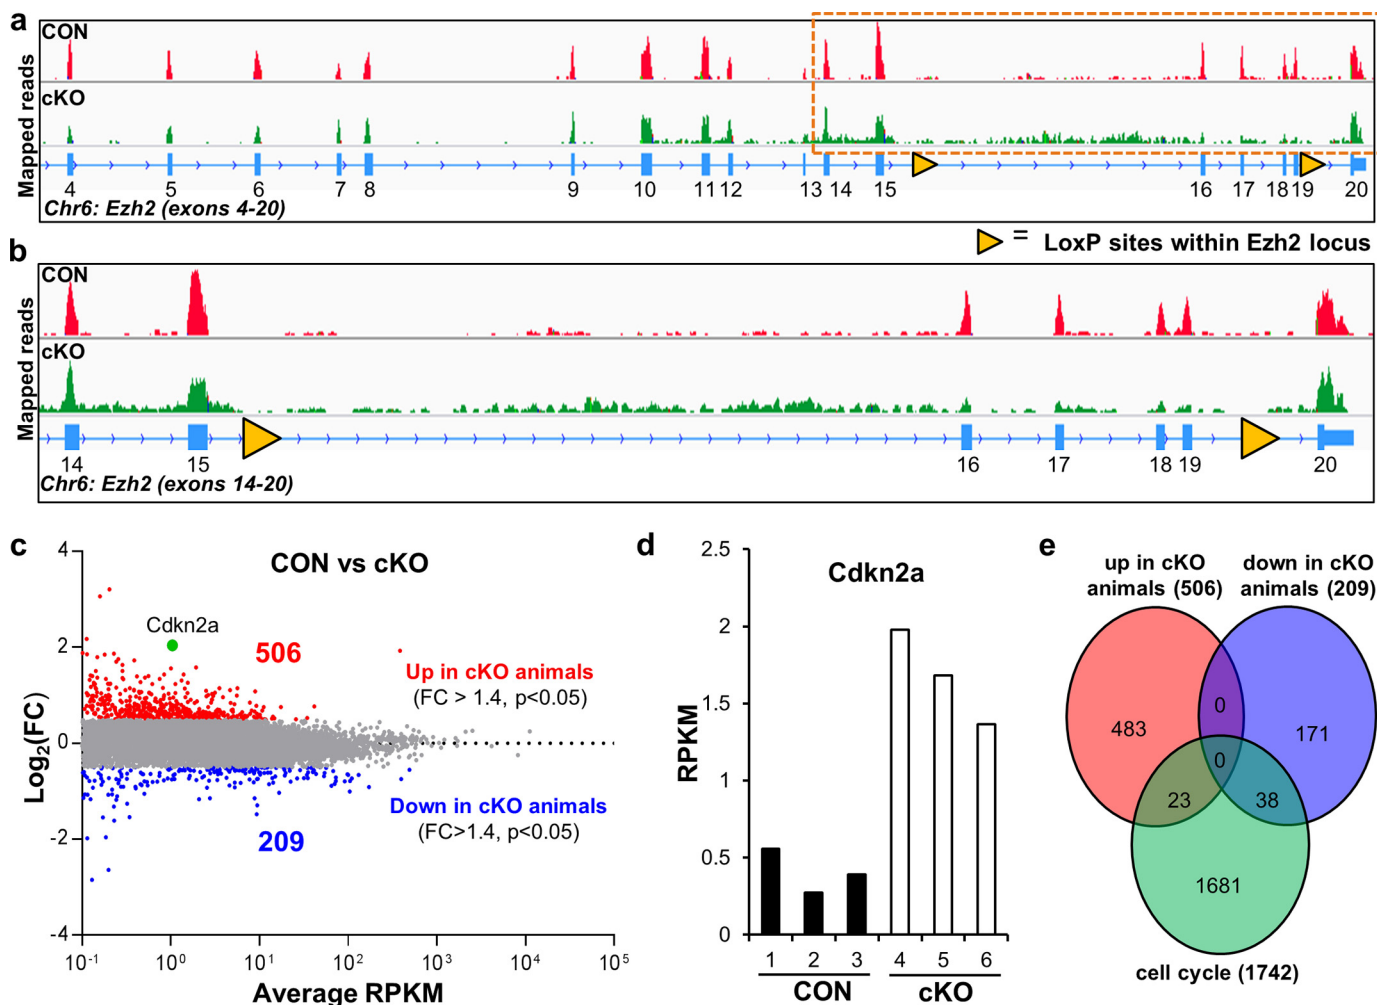 a
CON
cKO
Mapped reads
4 5 6 7 8 9 10 11 12 13 14 15 16 17 18 19 20
Chr6: Ezh2 (exons 4-20)
= LoxP sites within Ezh2 locus
b
CON
cKO
Mapped reads
14 15 16 17 18 19 20
Chr6: Ezh2 (exons 14-20)
c
CON vs cKO
4
2
0
-2
-4
Log₂(FC)
Cdkn2a
506
Up in cKO animals
(FC > 1.4, p<0.05)
Down in cKO animals
(FC>1.4, p<0.05)
209
10⁻¹ 10⁰ 10¹ 10² 10³ 10⁴ 10⁵
Average RPKM
d
Cdkn2a
2.5
2
1.5
1
0.5
0
RPKM
1 2 3 4 5 6
CON cKO
e
up in cKO
animals (506)
down in cKO
animals (209)
0
483
171
0
23
38
1681
cell cycle (1742)